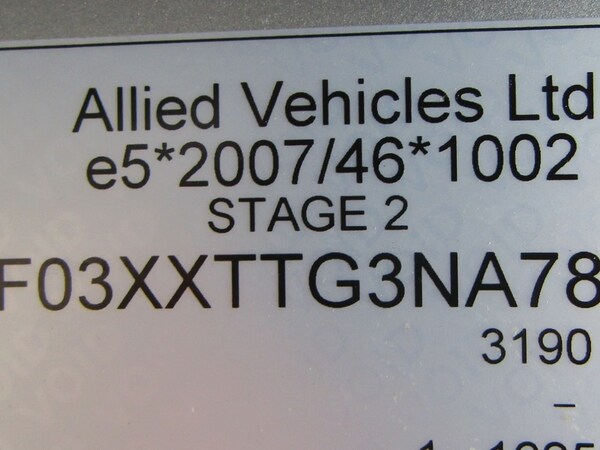 Allied Vehicles Ltd
e5*2007/46*1002
STAGE 2
F03XXTTG3NA78
3190
–